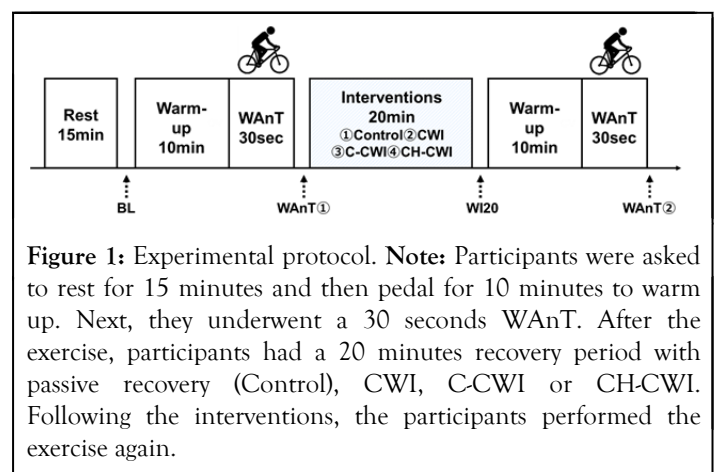 Rest
15min
Warm-
up
10min
WAnT
30sec
Interventions
20min
①Control②CWI
③C-CWI④CH-CWI
Warm-
up
10min
WAnT
30sec
BL
WAnT①
WI20
WAnT②
Figure 1: Experimental protocol. Note: Participants were asked
to rest for 15 minutes and then pedal for 10 minutes to warm
up. Next, they underwent a 30 seconds WAnT. After the
exercise, participants had a 20 minutes recovery period with
passive recovery (Control), CWI, C-CWI or CH-CWI.
Following the interventions, the participants performed the
exercise again.